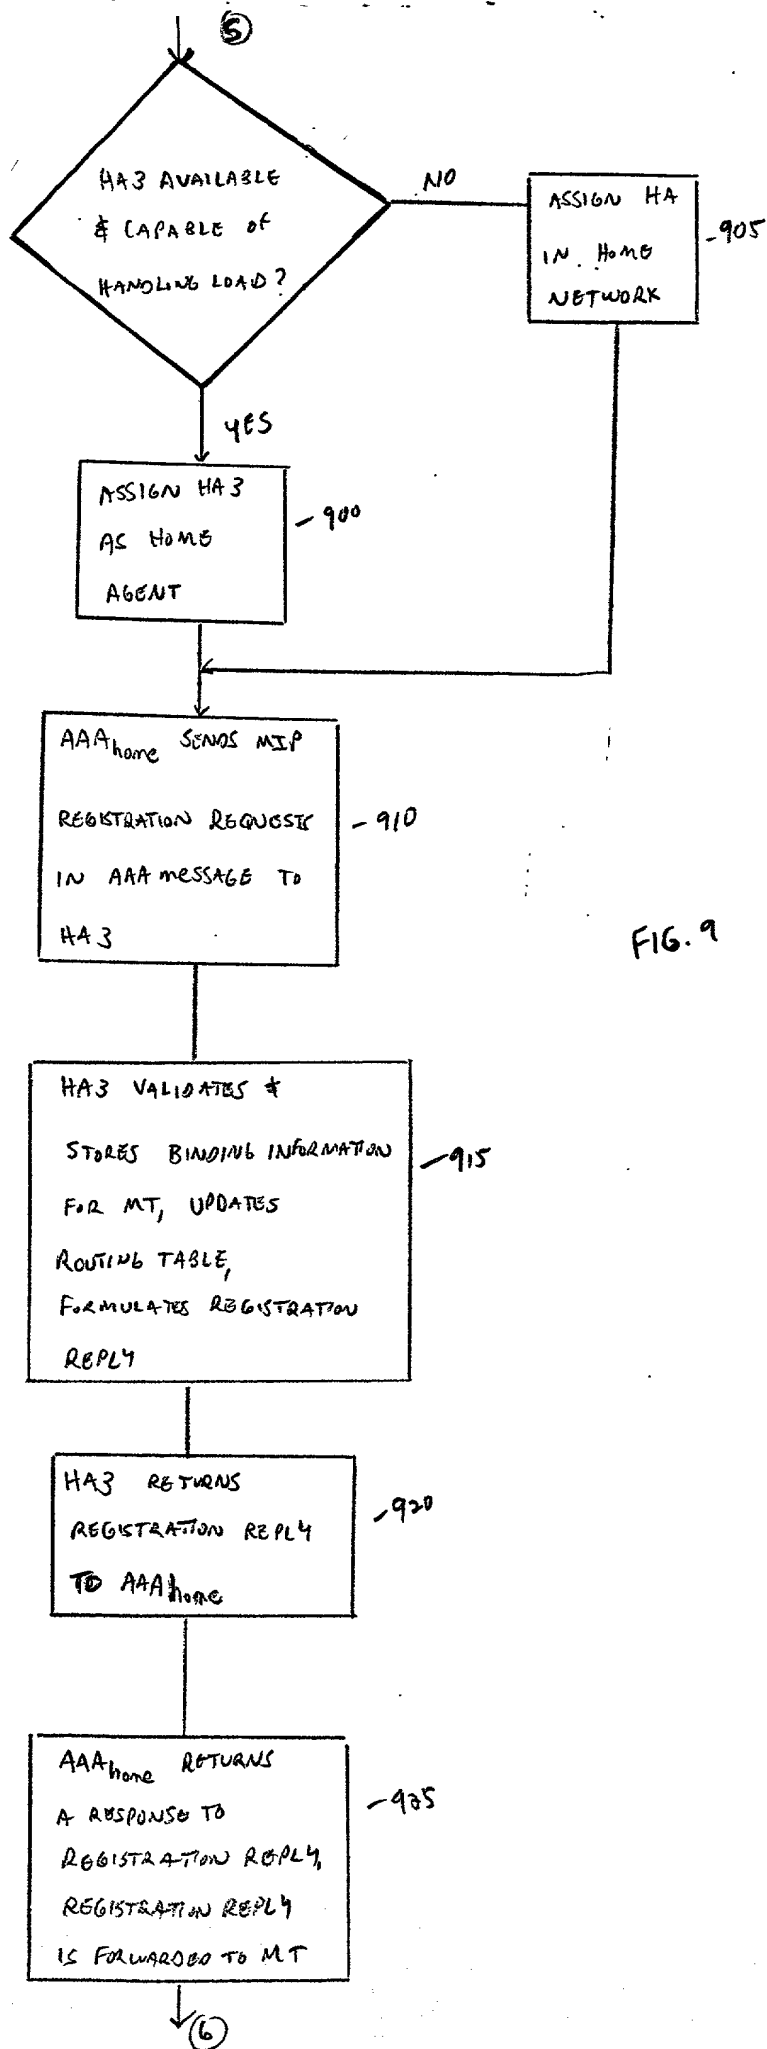 5
HA3 AVAILABLE
& CAPABLE OF
HANDLING LOAD?
NO
ASSIGN HA
IN HOME
NETWORK
905
YES
ASSIGN HA3
AS HOME
AGENT
900
AAAhome SENDS MIP
REGISTRATION REQUESTS
IN AAA MESSAGE TO
HA3
910
FIG. 9
HA3 VALIDATES &
STORES BINDING INFORMATION
FOR MT, UPDATES
ROUTING TABLE,
FORMULATES REGISTRATION
REPLY
915
HA3 RETURNS
REGISTRATION REPLY
TO AAAhome
920
AAAhome RETURNS
A RESPONSE TO
REGISTRATION REPLY,
REGISTRATION REPLY
IS FORWARDED TO MT
925
6